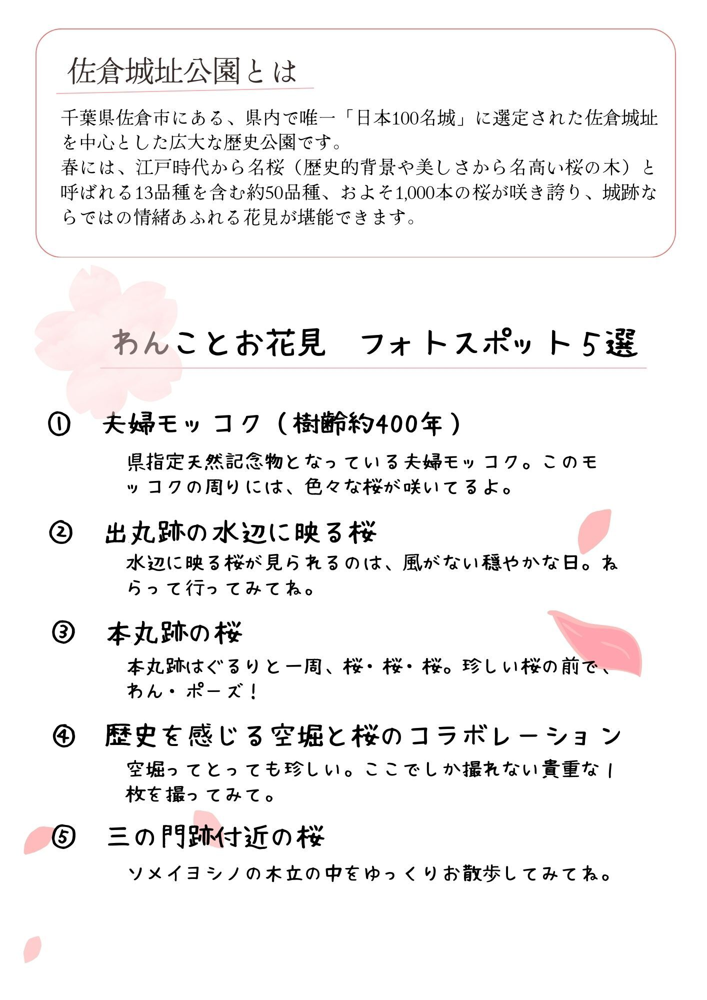 佐倉城址公園とは
千葉県佐倉市にある、県内で唯一「日本100名城」に選定された佐倉城址
を中心とした広大な歴史公園です。
春には、江戸時代から名桜（歴史的背景や美しさから名高い桜の木）と
呼ばれる13品種を含む約50品種、およそ1,000本の桜が咲き誇り、城跡な
らではの情緒あふれる花見が堪能できます。
わんことお花見　フォトスポット５選
①　夫婦モッコク（樹齢約400年）
県指定天然記念物となっている夫婦モッコク。このモ
ッコクの周りには、色々な桜が咲いてるよ。
②　出丸跡の水辺に映る桜
水辺に映る桜が見られるのは、風がない穏やかな日。ね
らって行ってみてね。
③　本丸跡の桜
本丸跡はぐるりと一周、桜・桜・桜。珍しい桜の前で、
わん・ポーズ！
④　歴史を感じる空堀と桜のコラボレーション
空堀ってとっても珍しい。ここでしか撮れない貴重な１
枚を撮ってみて。
⑤　三の門跡付近の桜
ソメイヨシノの木立の中をゆっくりお散歩してみてね。